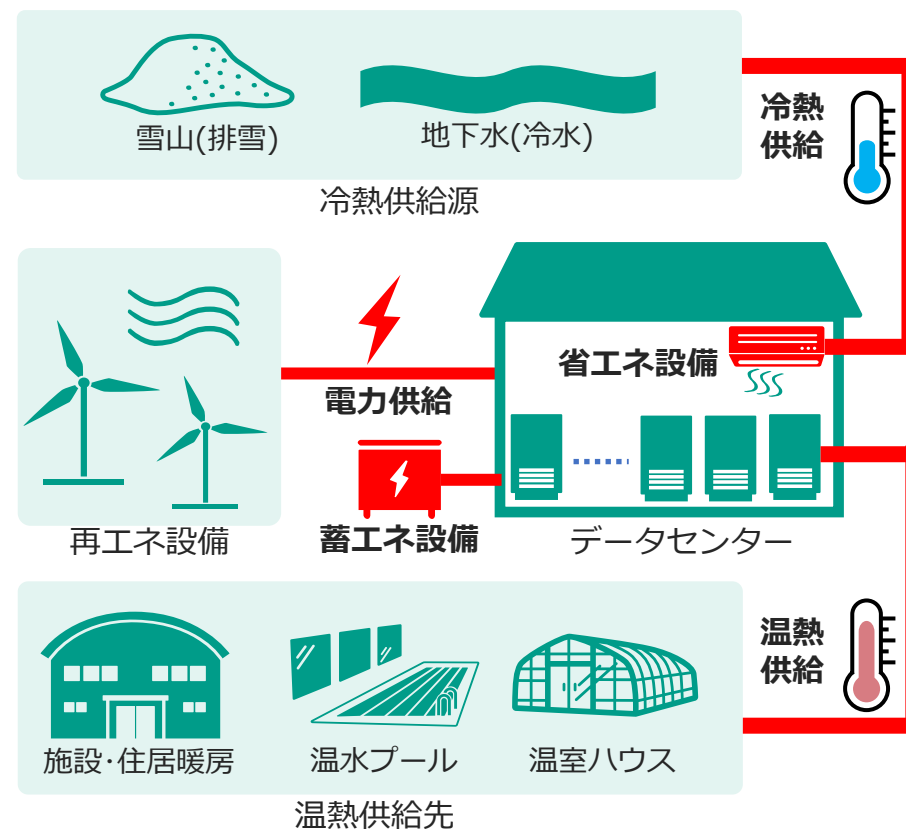 雪山(排雪)
地下水(冷水)
冷熱供給源
冷熱
供給
電力供給
省エネ設備
再エネ設備
蓄エネ設備
データセンター
温熱
供給
施設・住居暖房
温水プール
温室ハウス
温熱供給先